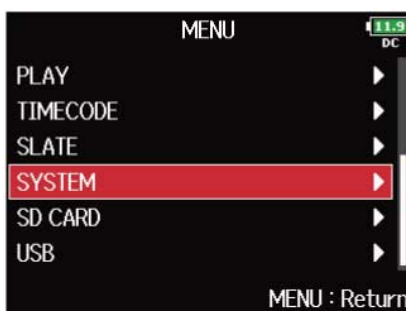 MENU
11.9
DC
PLAY
TIMECODE
SLATE
SYSTEM
SD CARD
USB
MENU : Return